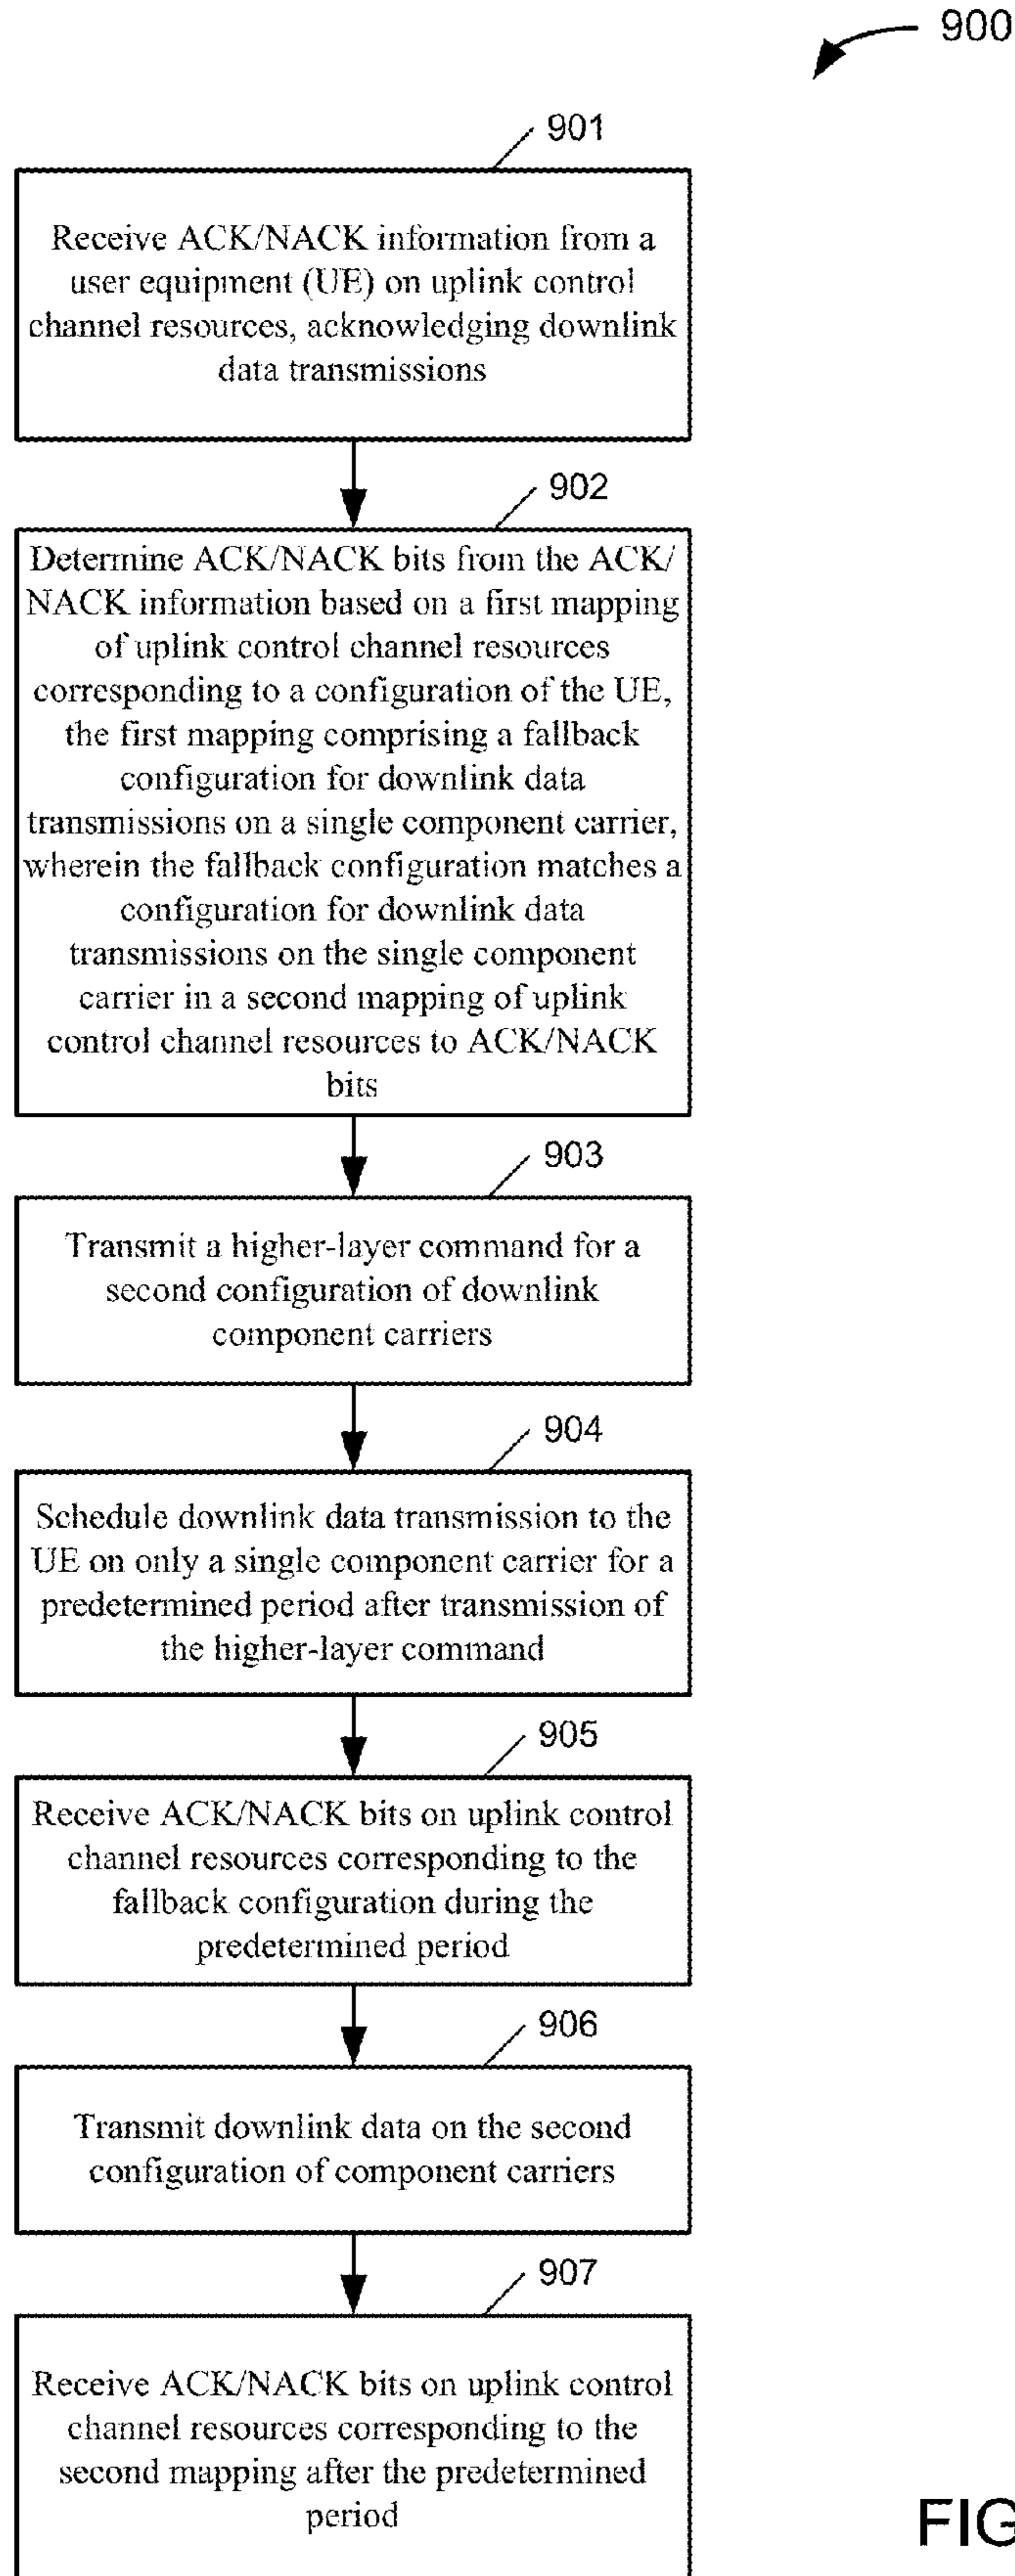 900
901
Receive ACK/NACK information from a
user equipment (UE) on uplink control
channel resources, acknowledging downlink
data transmissions
902
Determine ACK/NACK bits from the ACK/
NACK information based on a first mapping
of uplink control channel resources
corresponding to a configuration of the UE,
the first mapping comprising a fallback
configuration for downlink data
transmissions on a single component carrier,
wherein the fallback configuration matches a
configuration for downlink data
transmissions on the single component
carrier in a second mapping of uplink
control channel resources to ACK/NACK
bits
903
Transmit a higher-layer command for a
second configuration of downlink
component carriers
904
Schedule downlink data transmission to the
UE on only a single component carrier for a
predetermined period after transmission of
the higher-layer command
905
Receive ACK/NACK bits on uplink control
channel resources corresponding to the
fallback configuration during the
predetermined period
906
Transmit downlink data on the second
configuration of component carriers
907
Receive ACK/NACK bits on uplink control
channel resources corresponding to the
second mapping after the predetermined
period
FIG